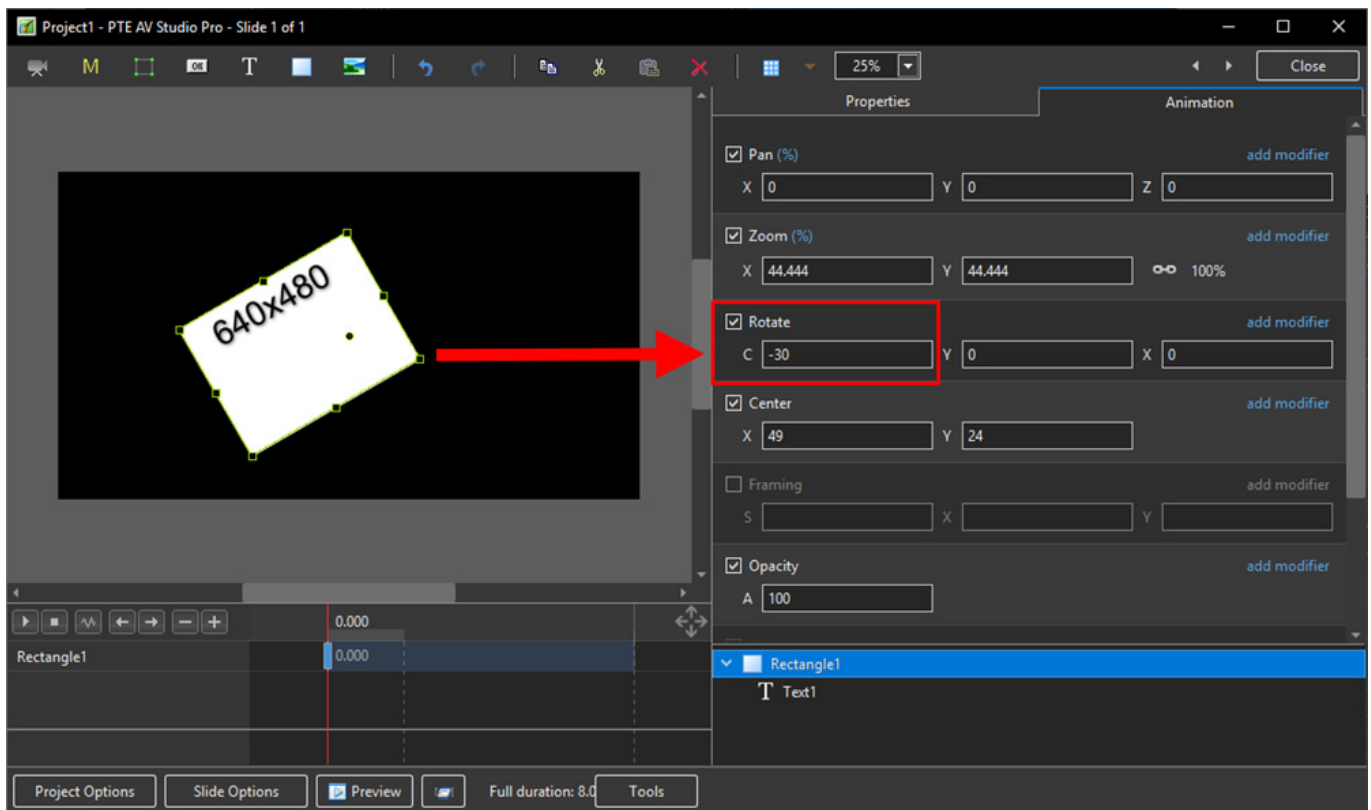 Project1 - PTE AV Studio Pro - Slide 1 of 1
M OK T 25% Close
Properties Animation
640x480
Pan (%) add modifier
X 0 Y 0 Z 0
Zoom (%) add modifier
X 44.444 Y 44.444 100%
Rotate add modifier
C -30 Y 0 X 0
Center add modifier
X 49 Y 24
Framing add modifier
S X Y
Opacity add modifier
A 100
0.000
Rectangle1 0.000
Rectangle1
T Text1
Project Options Slide Options Preview Full duration: 8.0 Tools